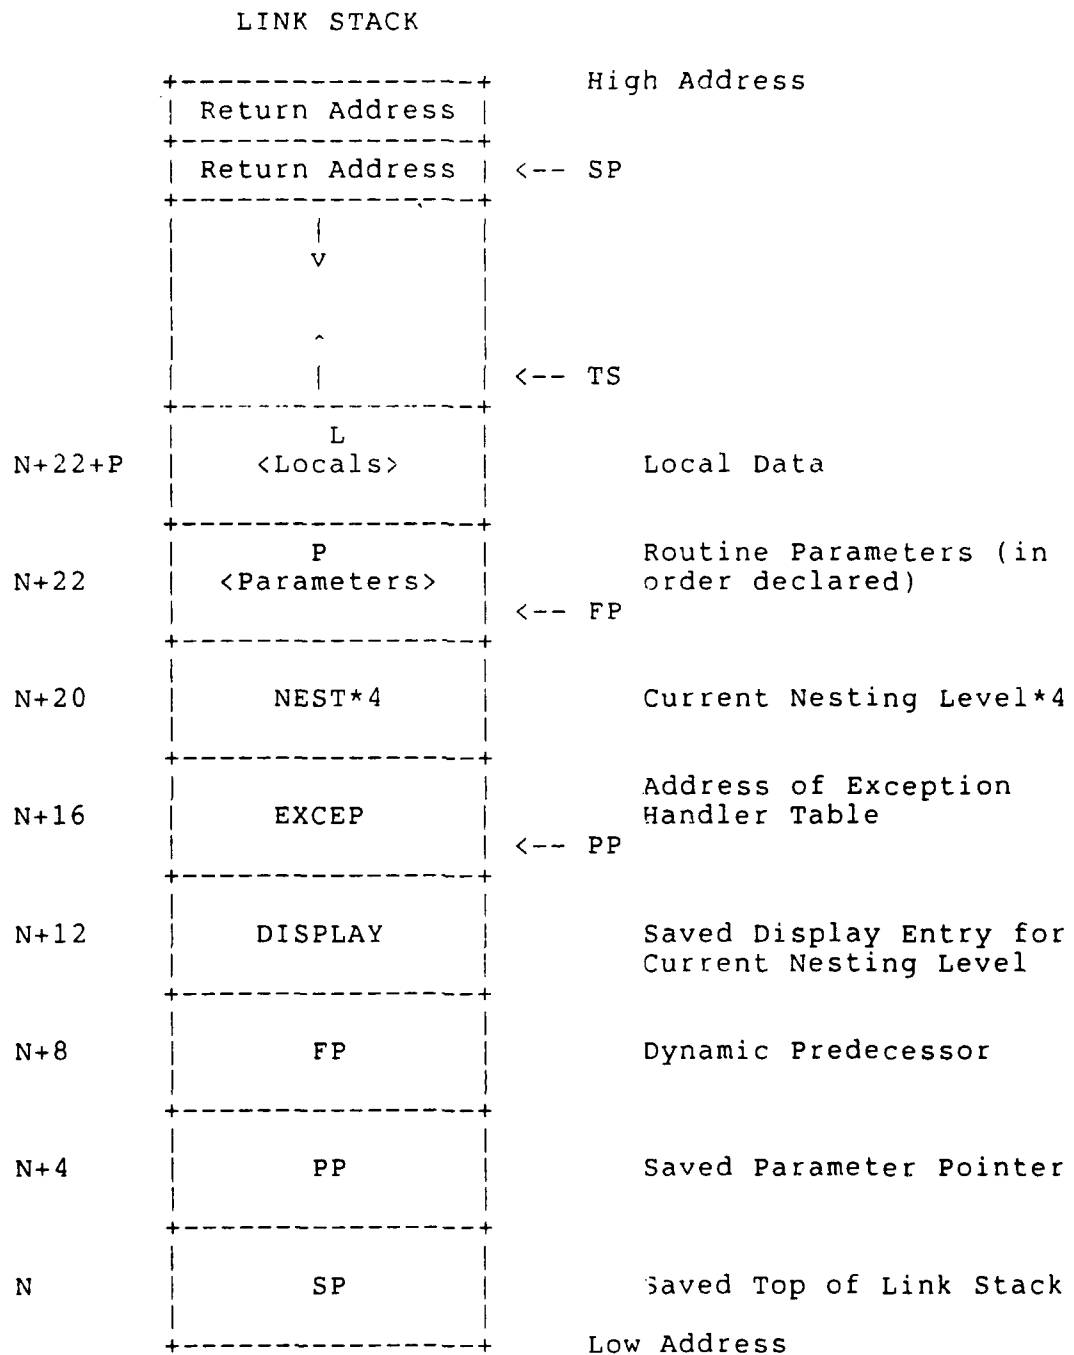 LINK STACK
+----------------+ High Address
| Return Address |
+----------------+
| Return Address | <-- SP
+----------------+
| | |
| v |
| |
| ^ |
| | | <-- TS
+----------------+
| L |
N+22+P | <Locals> | Local Data
| |
+----------------+
| P | Routine Parameters (in
N+22 | <Parameters> | order declared)
| | <-- FP
+----------------+
| |
N+20 | NEST*4 | Current Nesting Level*4
| |
+----------------+
| | Address of Exception
N+16 | EXCEP | Handler Table
| | <-- PP
+----------------+
| |
N+12 | DISPLAY | Saved Display Entry for
| | Current Nesting Level
+----------------+
| |
N+8 | FP | Dynamic Predecessor
| |
+----------------+
| |
N+4 | PP | Saved Parameter Pointer
| |
+----------------+
| |
N | SP | Saved Top of Link Stack
| |
+----------------+ Low Address